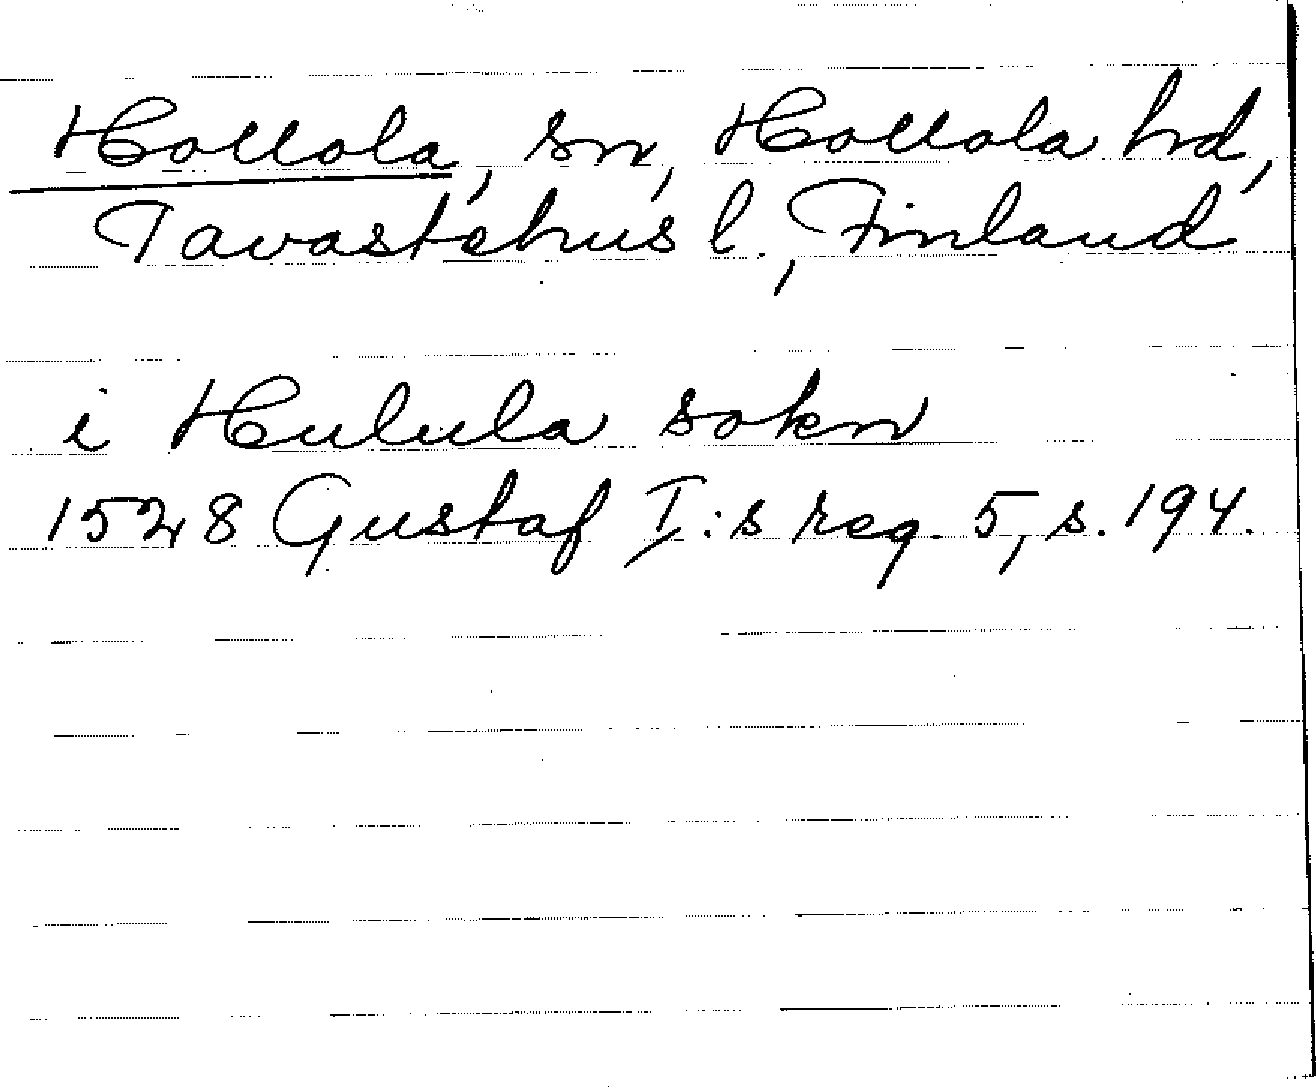 Hollola, sn, Hollola hd,
Tavastehus l., Finland
i Hulula sokn
1528 Gustaf I:s reg. 5, s. 194.